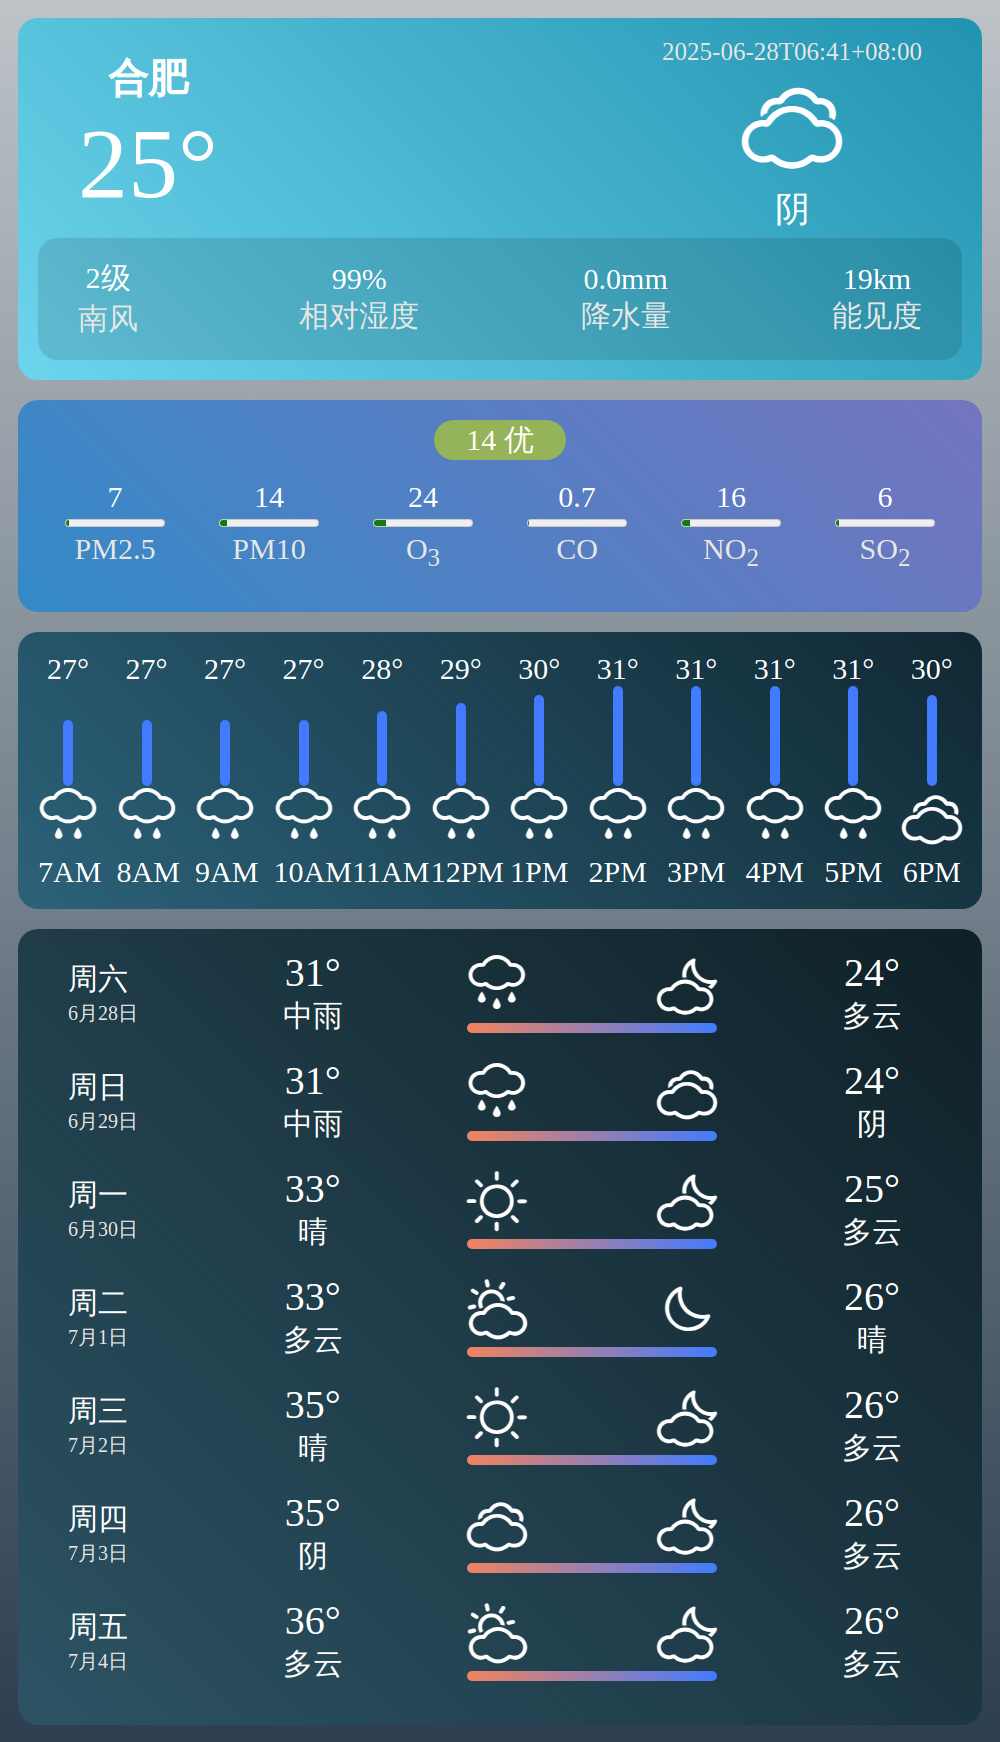 合肥
2025-06-28T06:41+08:00
25°
阴
2级 99% 0.0mm 19km
南风 相对湿度 降水量 能见度
14 优
7 14 24 0.7 16 6
PM2.5 PM10 O3 CO NO2 SO2
27° 27° 27° 27° 28° 29° 30° 31° 31° 31° 31° 30°
7AM 8AM 9AM 10AM 11AM 12PM 1PM 2PM 3PM 4PM 5PM 6PM
周六 31° 24°
6月28日 中雨 多云
周日 31° 24°
6月29日 中雨 阴
周一 33° 25°
6月30日 晴 多云
周二 33° 26°
7月1日 多云 晴
周三 35° 26°
7月2日 晴 多云
周四 35° 26°
7月3日 阴 多云
周五 36° 26°
7月4日 多云 多云